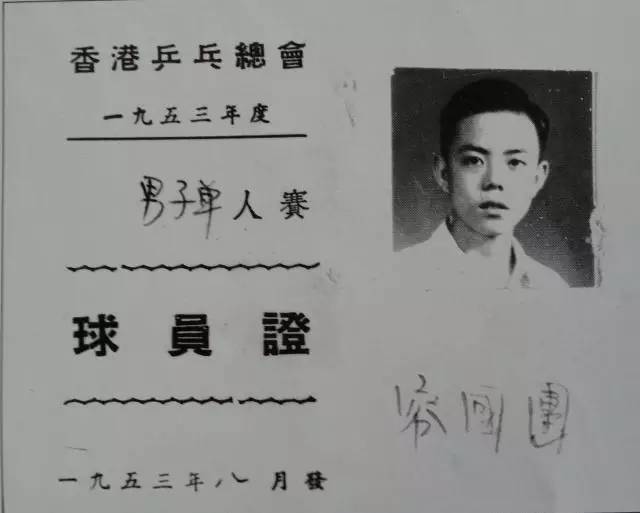 香港乒乓總會
一九五三年度
男子单人賽
球員證
一九五三年八月發
容國團